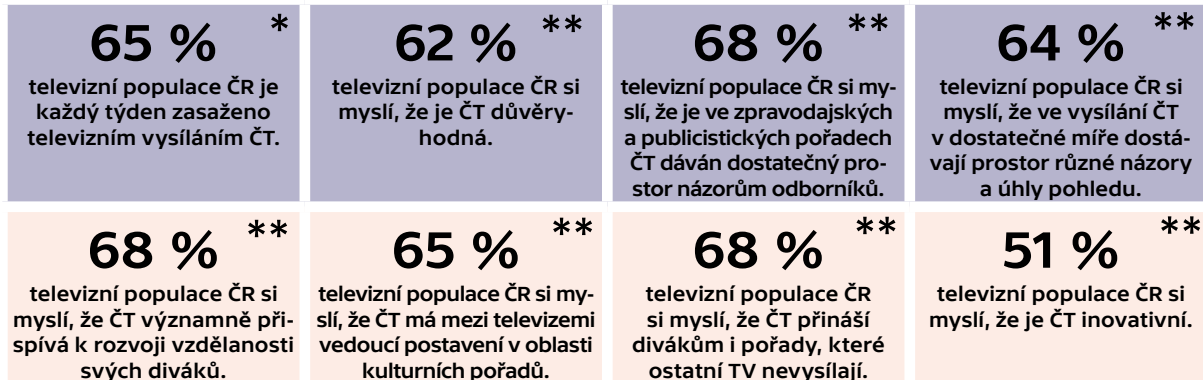 65 % *
televizní populace ČR je
každý týden zasaženo
televizním vysíláním ČT.
62 % **
televizní populace ČR si
myslí, že je ČT důvěry-
hodná.
68 % **
televizní populace ČR si my-
slí, že je ve zpravodajských
a publicistických pořadech
ČT dáván dostatečný pro-
stor názorům odborníků.
64 % **
televizní populace ČR si
myslí, že ve vysílání ČT
v dostatečné míře dostá-
vají prostor různé názory
a úhly pohledu.
68 % **
televizní populace ČR si
myslí, že ČT významně při-
spívá k rozvoji vzdělanosti
svých diváků.
65 % **
televizní populace ČR si my-
slí, že ČT má mezi televizemi
vedoucí postavení v oblasti
kulturních pořadů.
68 % **
televizní populace ČR
si myslí, že ČT přináší
divákům i pořady, které
ostatní TV nevysílají.
51 % **
televizní populace ČR si
myslí, že je ČT inovativní.